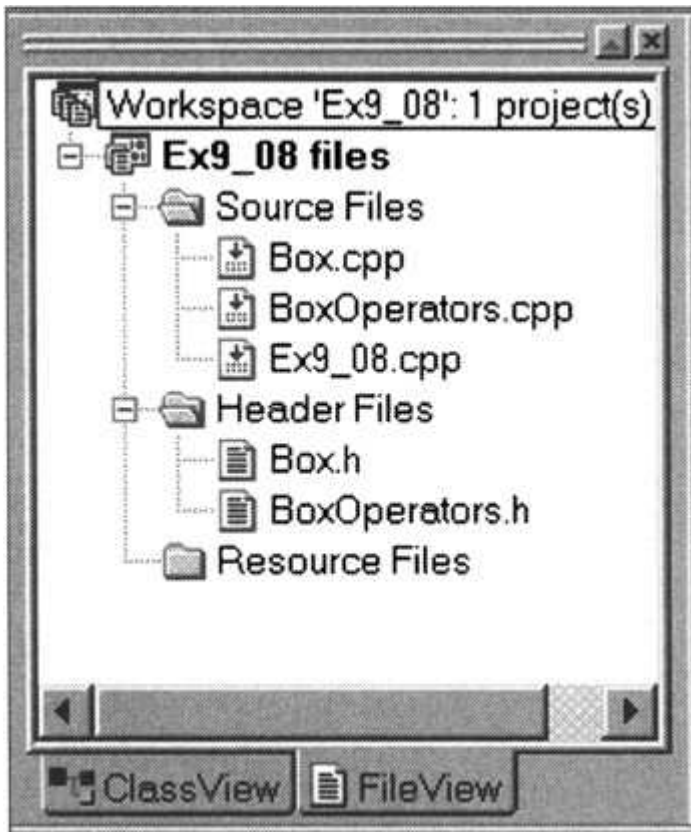 Workspace 'Ex9_08': 1 project(s)
Ex9_08 files
Source Files
Box.cpp
BoxOperators.cpp
Ex9_08.cpp
Header Files
Box.h
BoxOperators.h
Resource Files
ClassView FileView